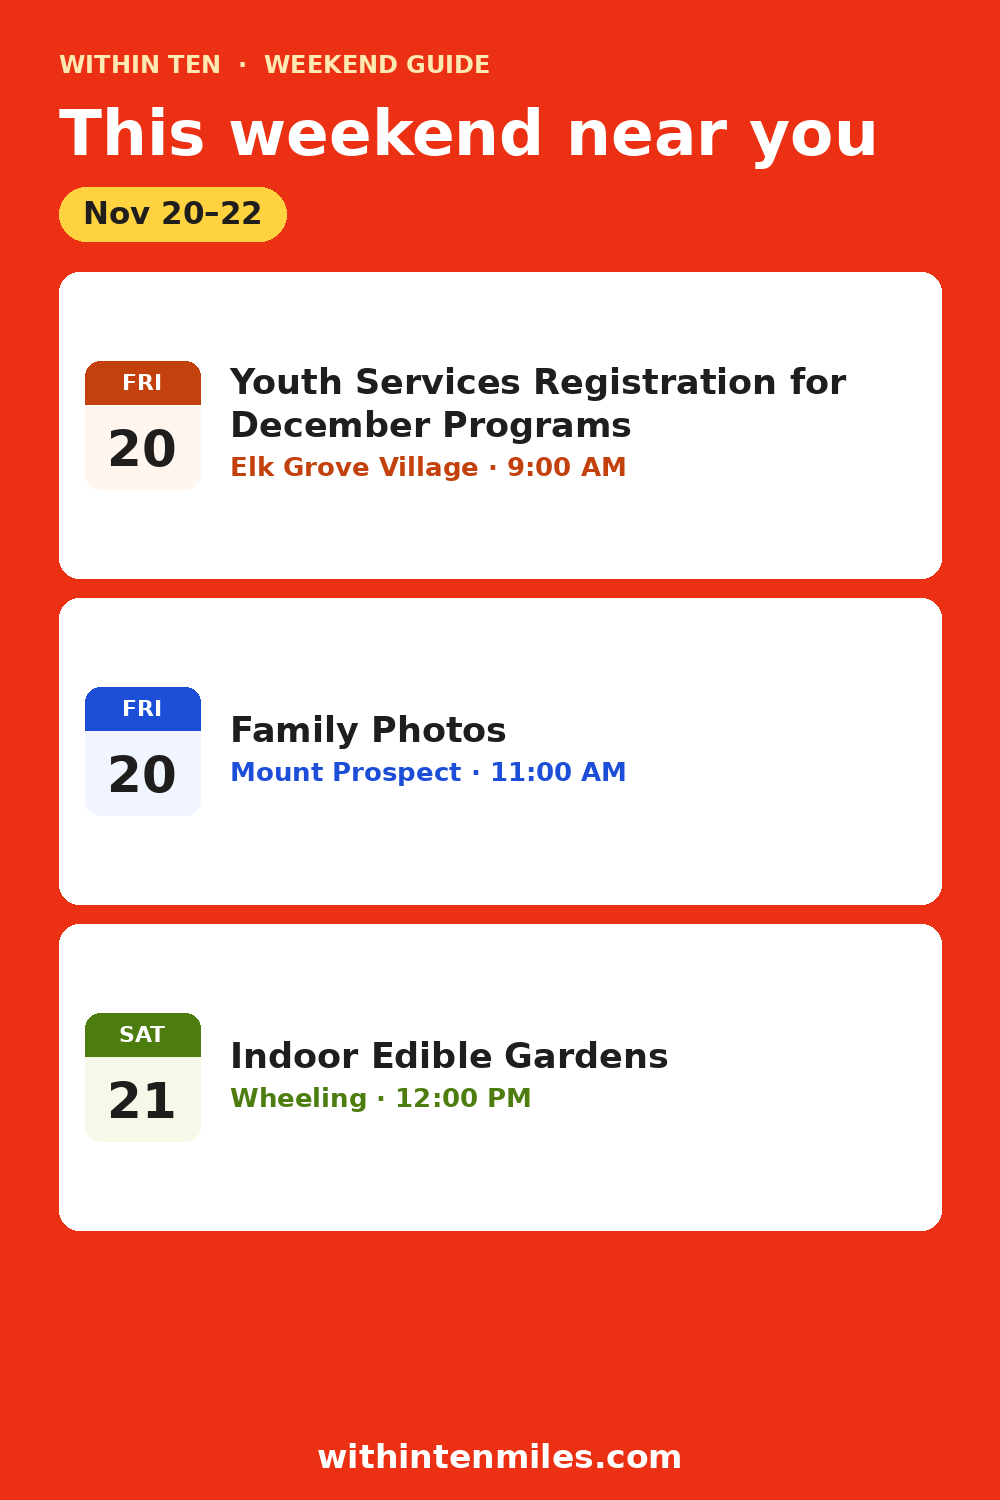 WITHIN TEN · WEEKEND GUIDE
This weekend near you
Nov 20–22
FRI
20
Youth Services Registration for
December Programs
Elk Grove Village · 9:00 AM
FRI
20
Family Photos
Mount Prospect · 11:00 AM
SAT
21
Indoor Edible Gardens
Wheeling · 12:00 PM
withintenmiles.com